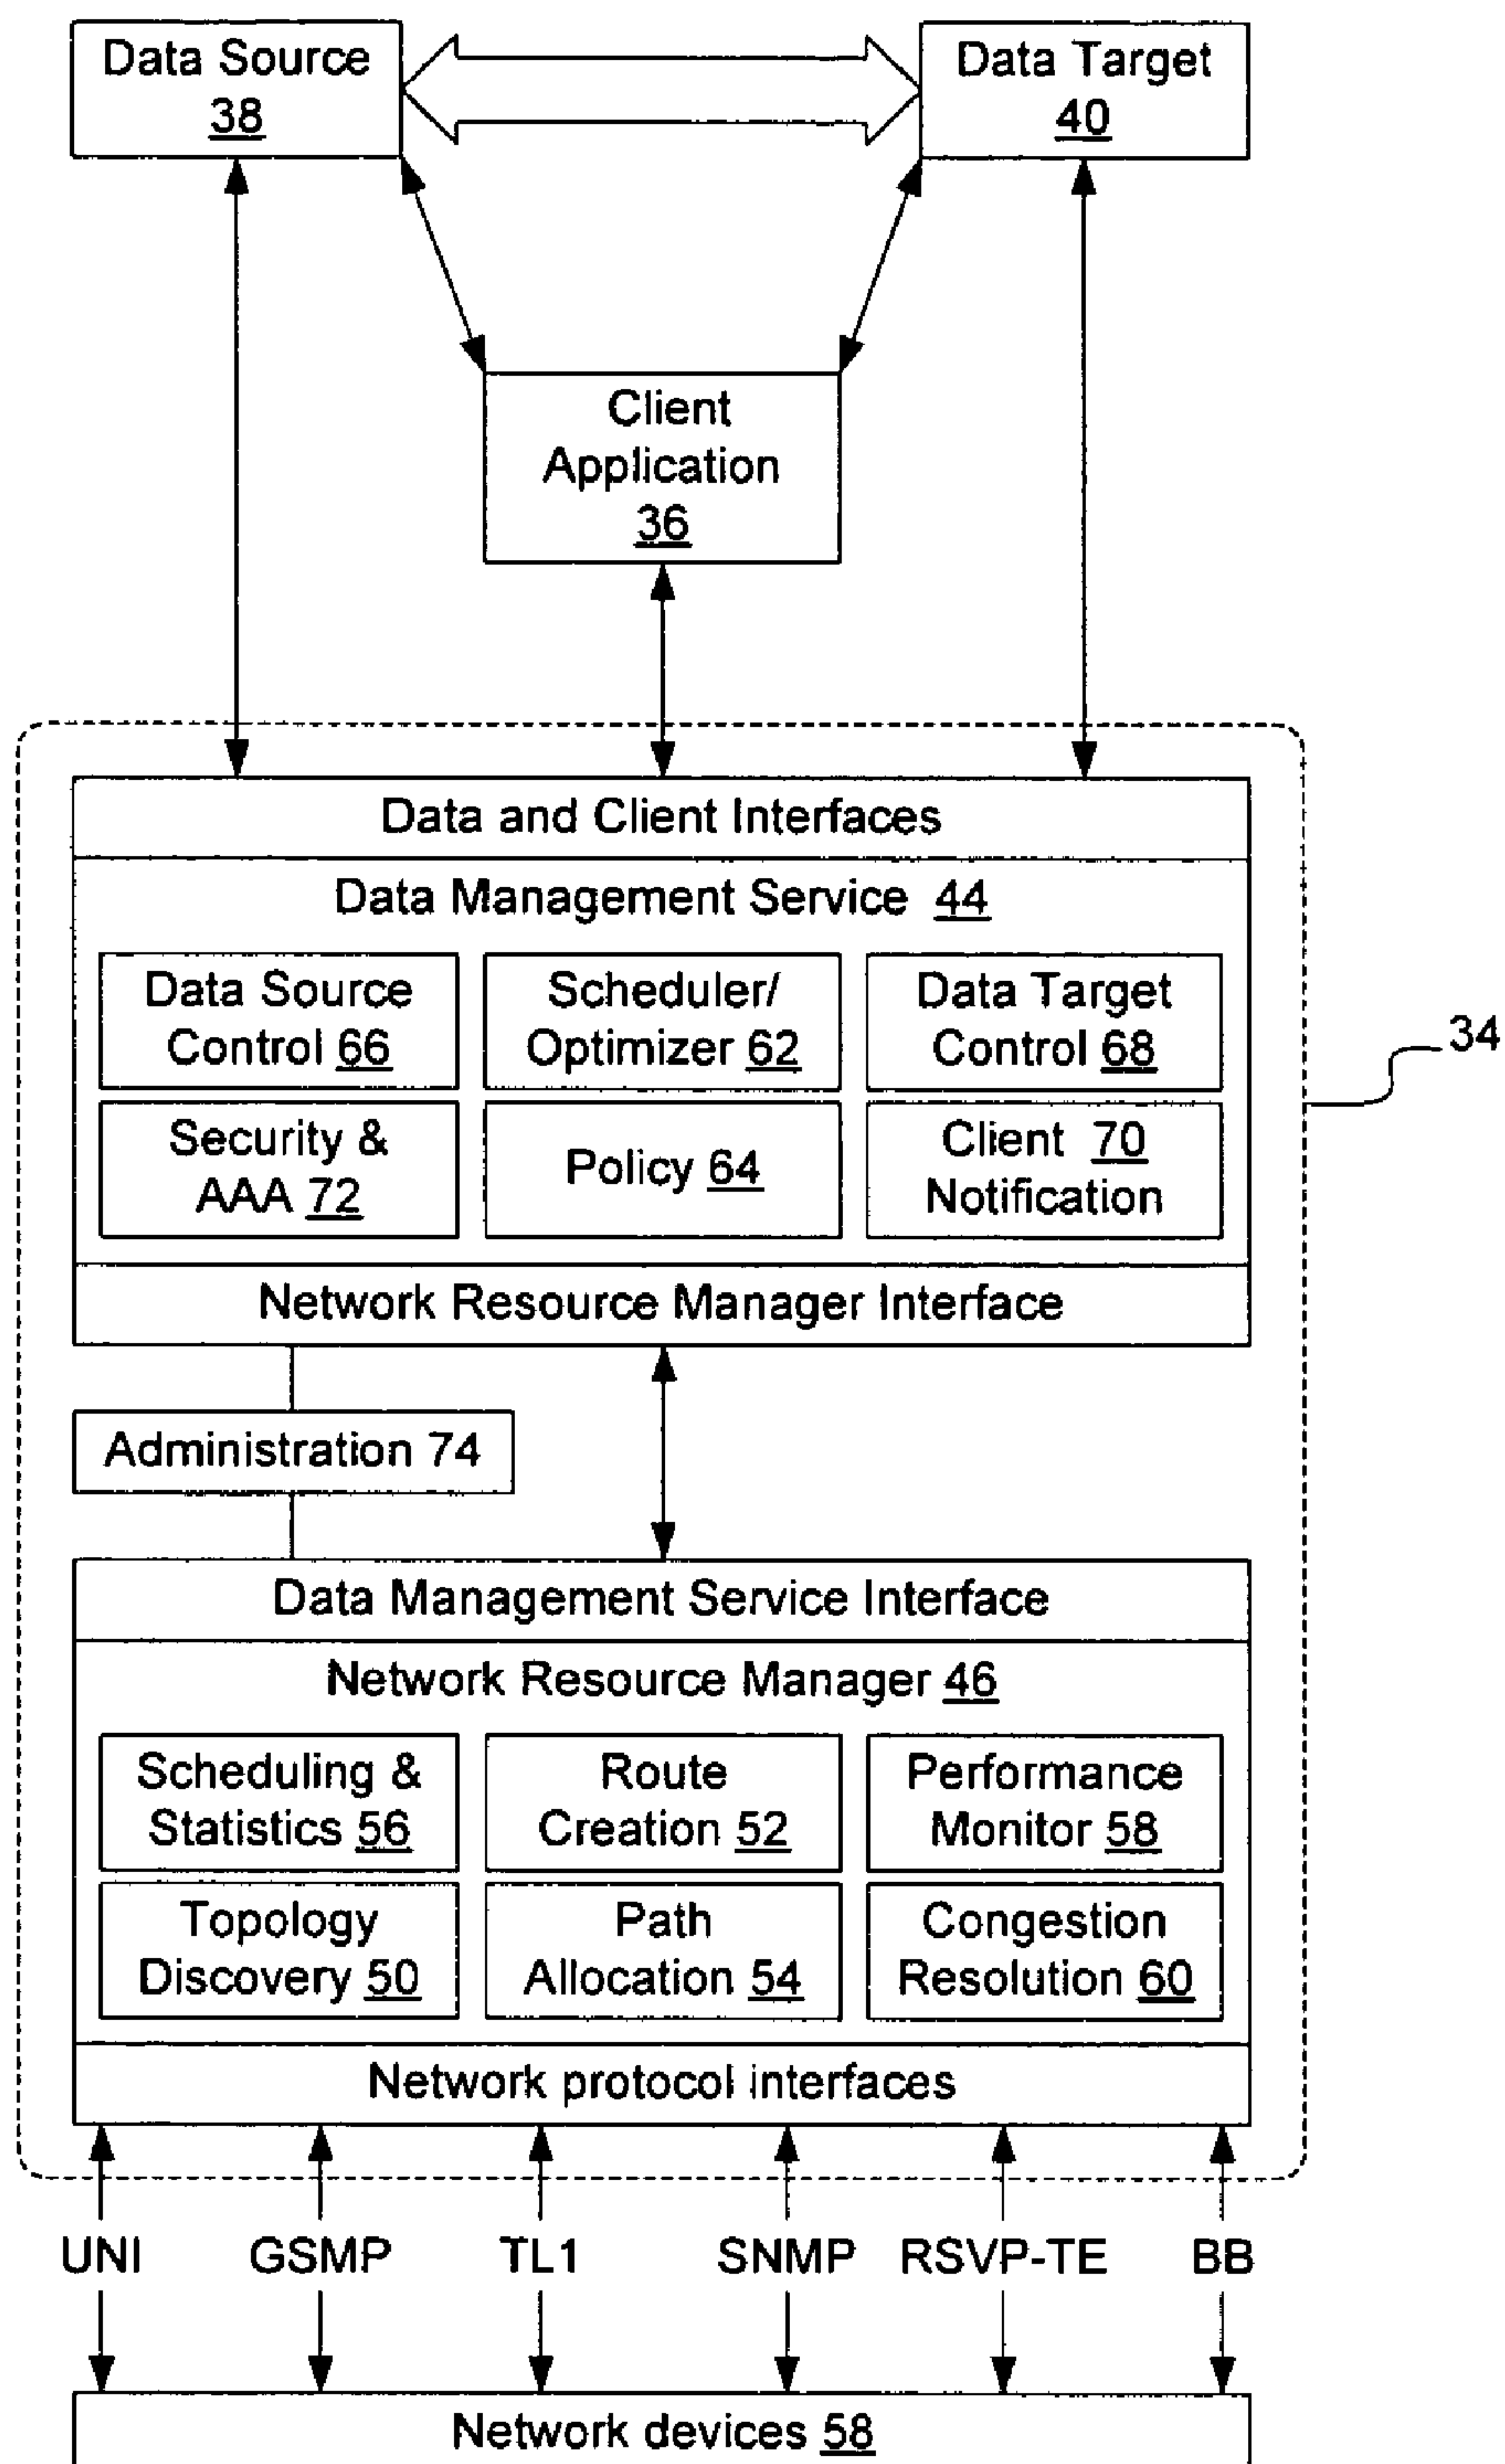 Data Source
38
Data Target
40
Client
Application
36
Data and Client Interfaces
Data Management Service 44
Data Source
Control 66
Scheduler/
Optimizer 62
Data Target
Control 68
34
Security &
AAA 72
Policy 64
Client 70
Notification
Network Resource Manager Interface
Administration 74
Data Management Service Interface
Network Resource Manager 46
Scheduling &
Statistics 56
Route
Creation 52
Performance
Monitor 58
Topology
Discovery 50
Path
Allocation 54
Congestion
Resolution 60
Network protocol interfaces
UNI
GSMP
TL1
SNMP
RSVP-TE
BB
Network devices 58